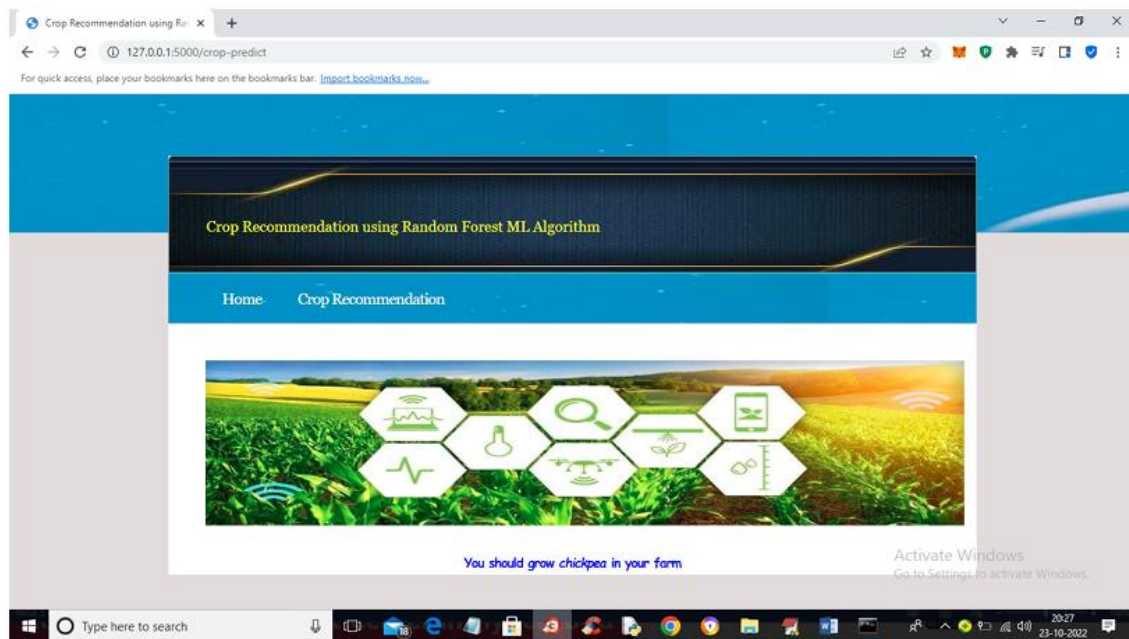 Crop Recommendation using Ra
127.0.0.1:5000/crop-predict
For quick access, place your bookmarks here on the bookmarks bar. Import bookmarks now...
Crop Recommendation using Random Forest ML Algorithm
Home Crop Recommendation
You should grow chickpea in your farm
Activate Windows
Go to Settings to activate Windows.
Type here to search
18
20:27
23-10-2022